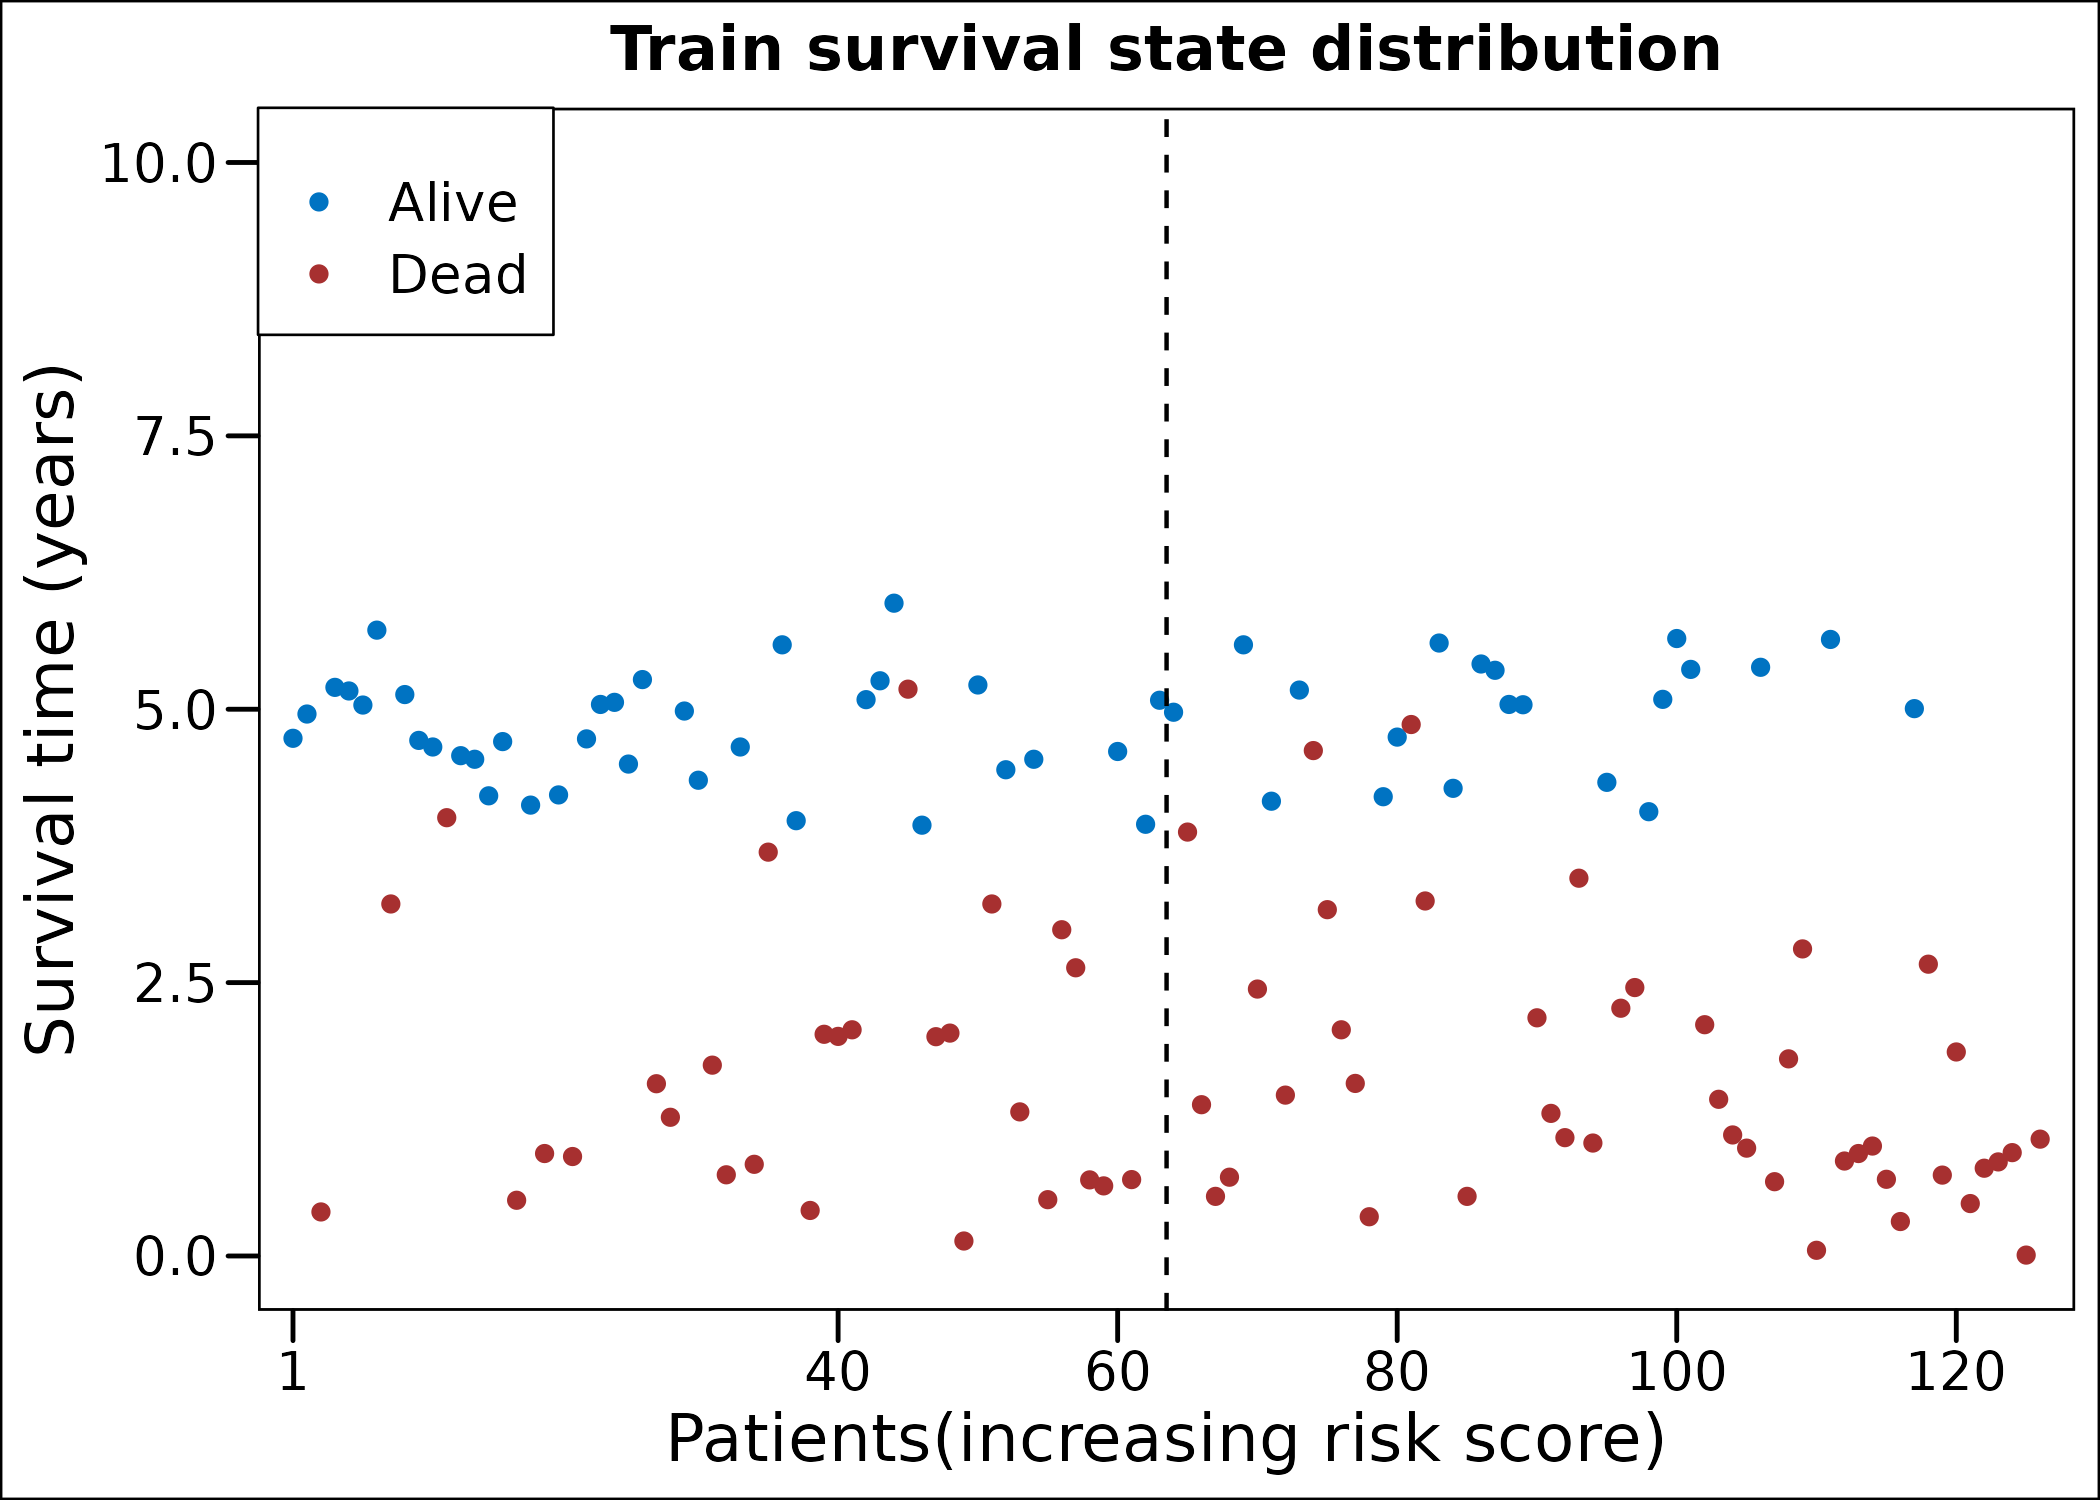 Train survival state distribution
Alive
Dead
Survival time (years)
10.0
7.5
5.0
2.5
0.0
1 40 60 80 100 120
Patients(increasing risk score)